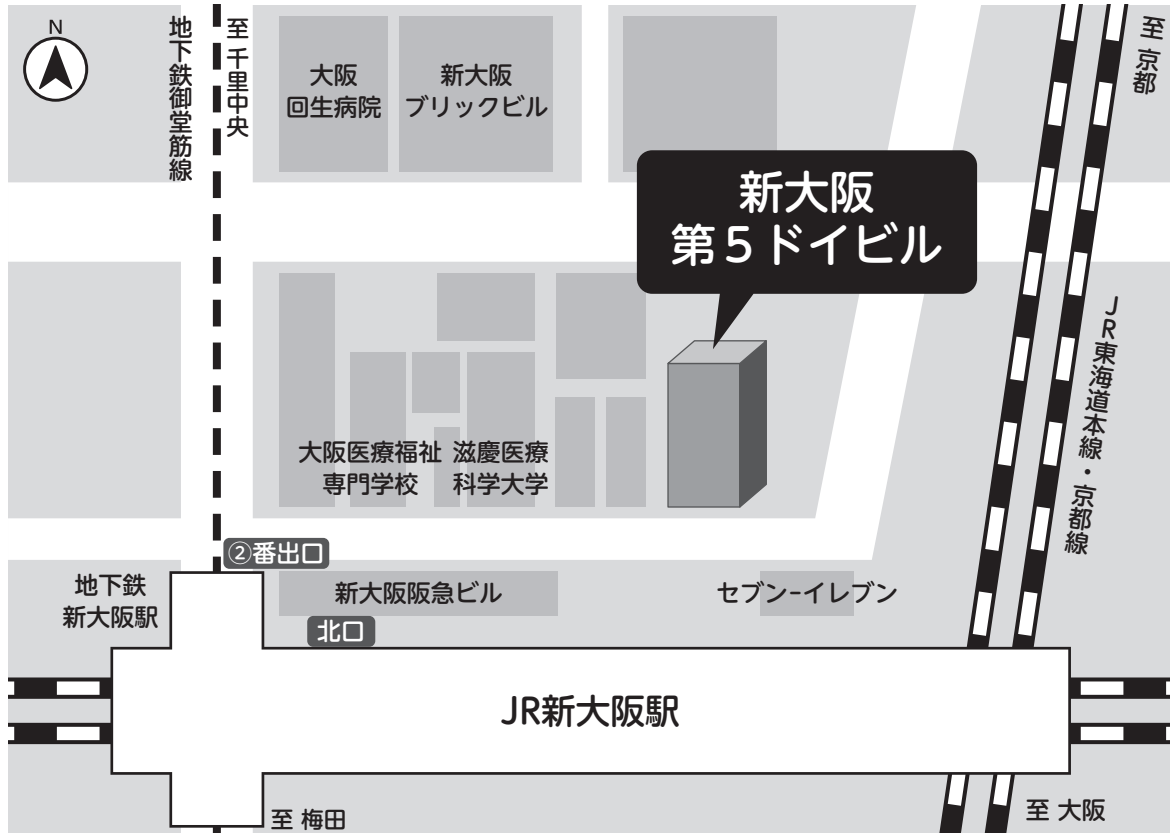 N
地下鉄御堂筋線
至 千里中央
大阪
回生病院
新大阪
ブリックビル
至 京都
新大阪
第５ドイビル
JR東海道本線・京都線
大阪医療福祉
専門学校
滋慶医療
科学大学
②番出口
地下鉄
新大阪駅
新大阪阪急ビル
セブン-イレブン
北口
JR新大阪駅
至 梅田
至 大阪